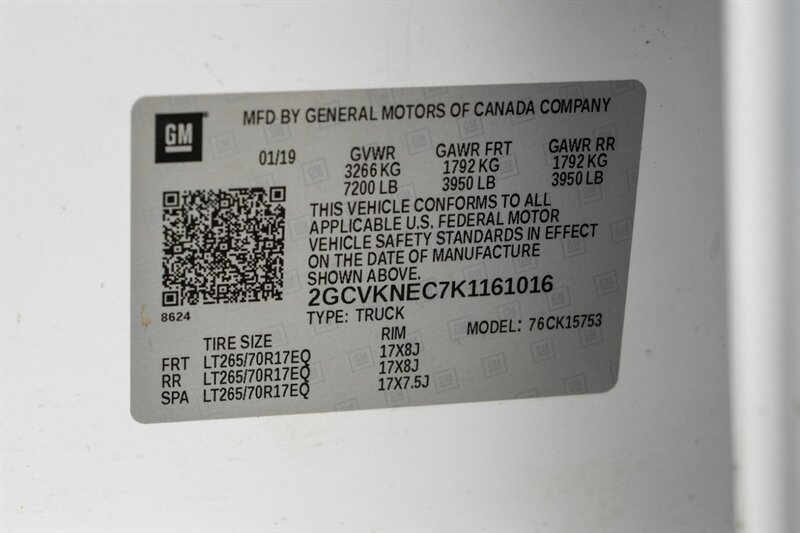 GM
MFD BY GENERAL MOTORS OF CANADA COMPANY
01/19 GVWR GAWR FRT GAWR RR
3266 KG 1792 KG 1792 KG
7200 LB 3950 LB 3950 LB
THIS VEHICLE CONFORMS TO ALL
APPLICABLE U.S. FEDERAL MOTOR
VEHICLE SAFETY STANDARDS IN EFFECT
ON THE DATE OF MANUFACTURE
SHOWN ABOVE.
8624
2GCVKNEC7K1161016
TYPE: TRUCK MODEL: 76CK15753
TIRE SIZE RIM
FRT LT265/70R17EQ 17X8J
RR LT265/70R17EQ 17X8J
SPA LT265/70R17EQ 17X7.5J